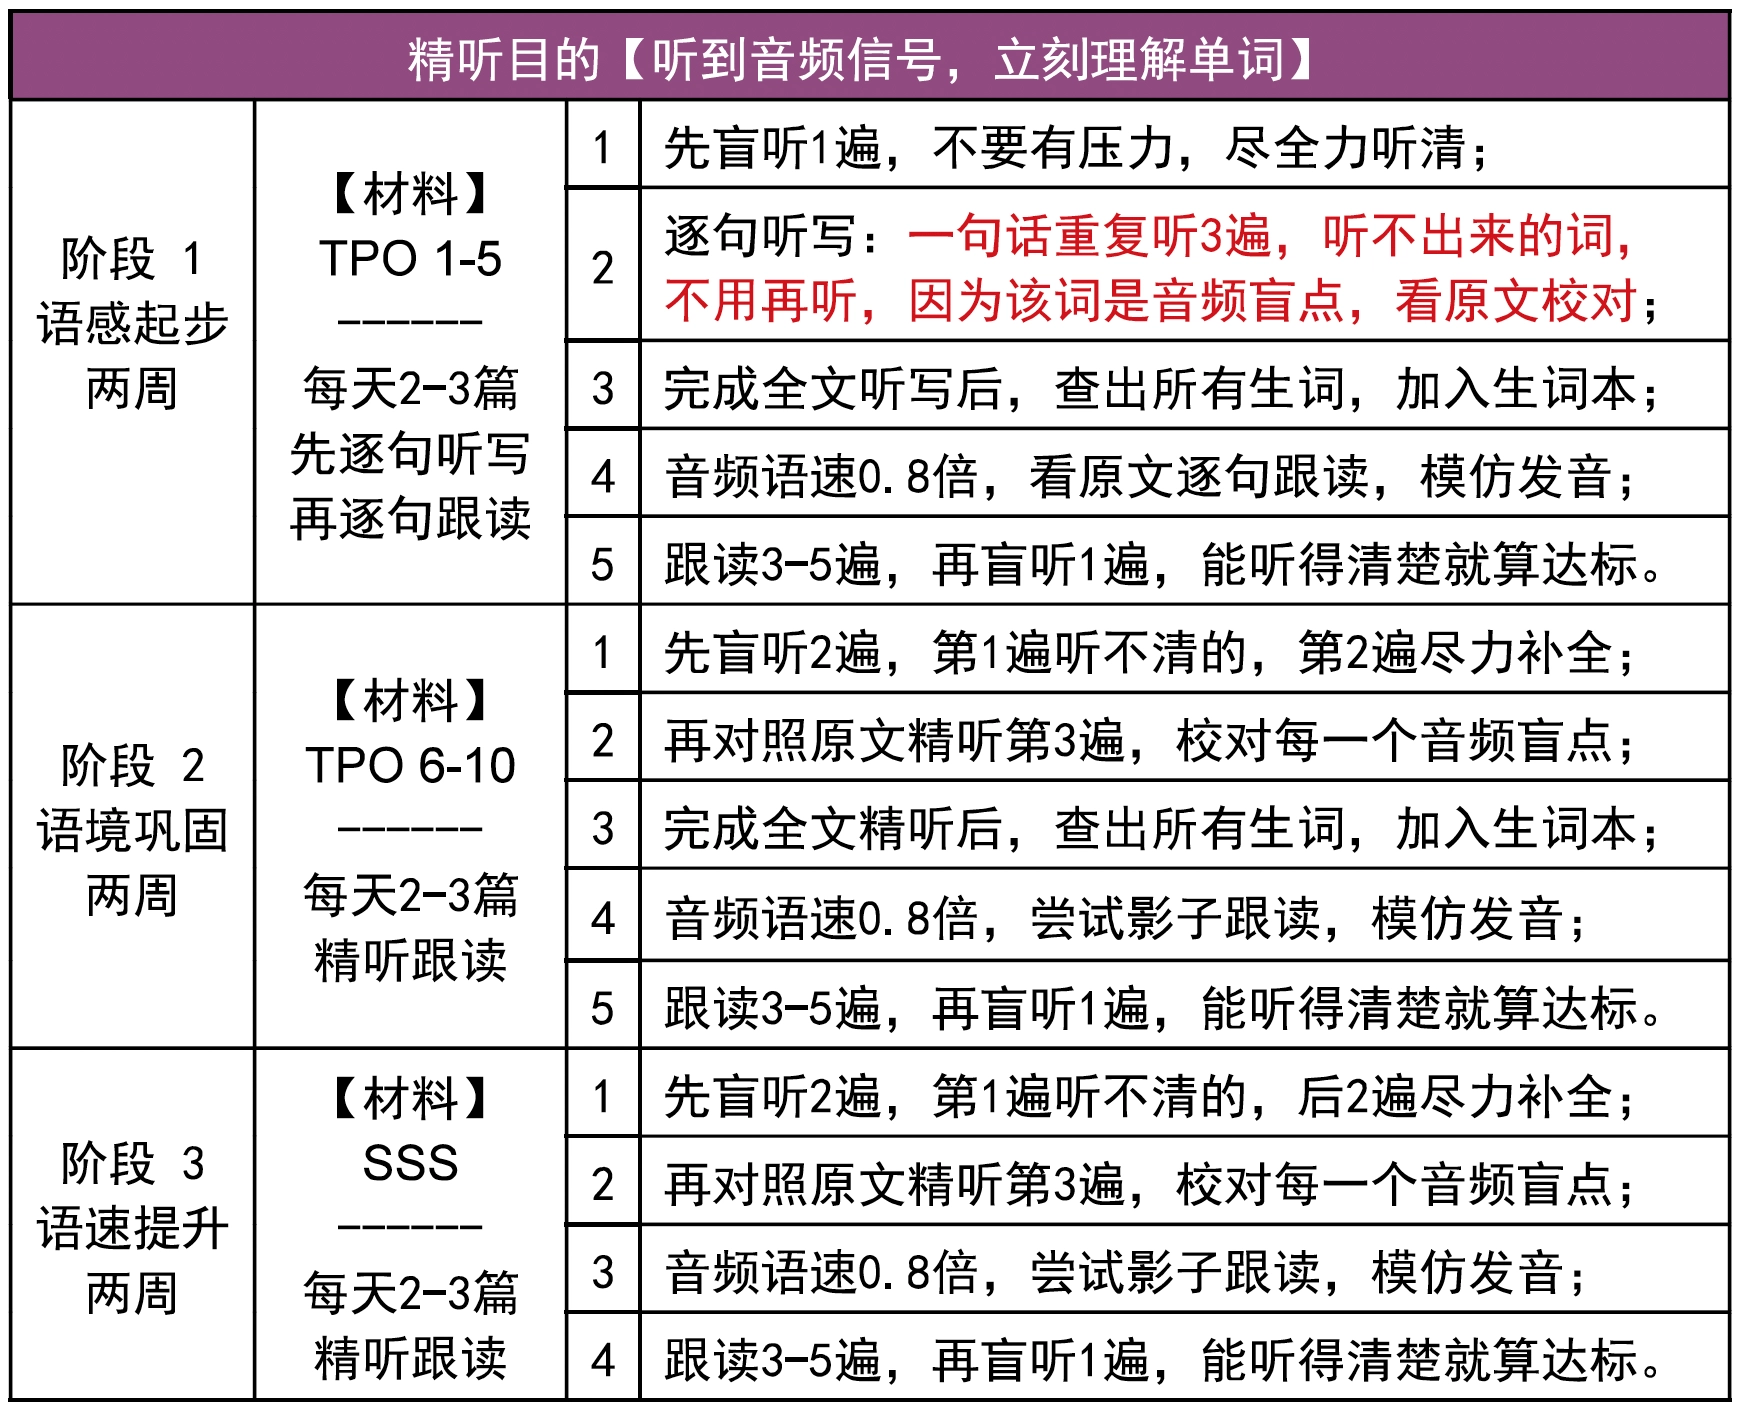 精听目的【听到音频信号，立刻理解单词】
阶段 1
语感起步
两周
【材料】
TPO 1-5
------
每天2-3篇
先逐句听写
再逐句跟读
1 先盲听1遍，不要有压力，尽全力听清；
2 逐句听写：一句话重复听3遍，听不出来的词，
不用再听，因为该词是音频盲点，看原文校对；
3 完成全文听写后，查出所有生词，加入生词本；
4 音频语速0.8倍，看原文逐句跟读，模仿发音；
5 跟读3-5遍，再盲听1遍，能听得清楚就算达标。
阶段 2
语境巩固
两周
【材料】
TPO 6-10
------
每天2-3篇
精听跟读
1 先盲听2遍，第1遍听不清的，第2遍尽力补全；
2 再对照原文精听第3遍，校对每一个音频盲点；
3 完成全文精听后，查出所有生词，加入生词本；
4 音频语速0.8倍，尝试影子跟读，模仿发音；
5 跟读3-5遍，再盲听1遍，能听得清楚就算达标。
阶段 3
语速提升
两周
【材料】
SSS
------
每天2-3篇
精听跟读
1 先盲听2遍，第1遍听不清的，后2遍尽力补全；
2 再对照原文精听第3遍，校对每一个音频盲点；
3 音频语速0.8倍，尝试影子跟读，模仿发音；
4 跟读3-5遍，再盲听1遍，能听得清楚就算达标。